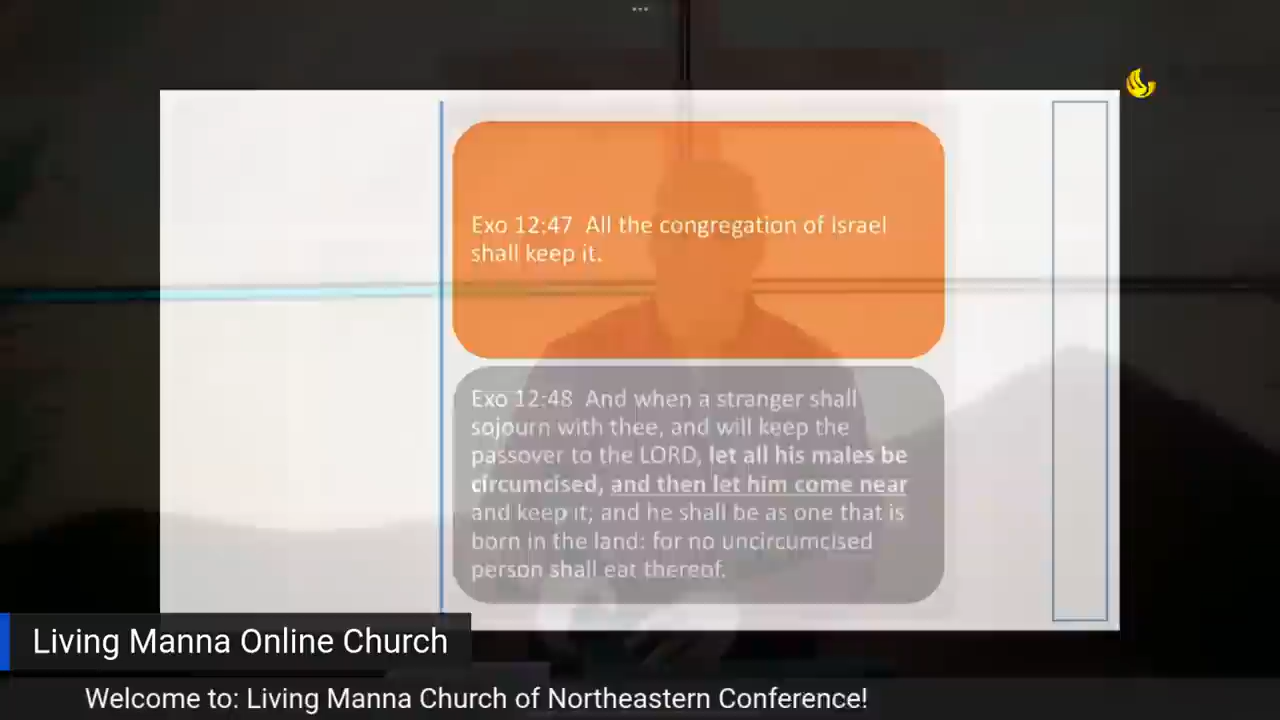 Exo 12:47 All the congregation of Israel
shall keep it.
Exo 12:48 And when a stranger shall
sojourn with thee, and will keep the
passover to the LORD, let all his males be
circumcised, and then let him come near
and keep it; and he shall be as one that is
born in the land: for no uncircumcised
person shall eat thereof.
Living Manna Online Church
Welcome to: Living Manna Church of Northeastern Conference!